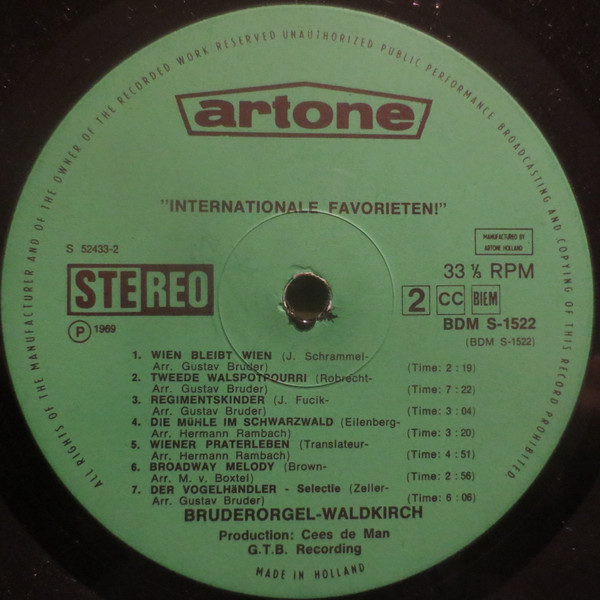 ALL RIGHTS OF THE MANUFACTURER AND OF THE OWNER OF THE RECORDED WORK RESERVED UNAUTHORIZED PUBLIC PERFORMANCE BROADCASTING AND COPYING OF THIS RECORD PROHIBITED
artone
"INTERNATIONALE FAVORIETEN!"
MANUFACTURED BY
ARTONE HOLLAND
S 52433-2
STEREO
33 ⅓ RPM
2 CC BIEM
Ⓟ 1969
BDM S-1522
(BDM S-1522)
1. WIEN BLEIBT WIEN (J. Schrammel-
Arr. Gustav Bruder) (Time: 2 : 19)
2. TWEEDE WALSPOTPOURRI (Robrecht-
Arr. Gustav Bruder) (Time: 7 : 22)
3. REGIMENTSKINDER (J. Fucik-
Arr. Gustav Bruder) (Time: 3 : 04)
4. DIE MüHLE IM SCHWARZWALD (Eilenberg-
Arr. Hermann Rambach) (Time: 3 : 20)
5. WIENER PRATERLEBEN (Translateur-
Arr. Hermann Rambach) (Time: 4 : 51)
6. BROADWAY MELODY (Brown-
Arr. M. v. Boxtel) (Time: 2 : 56)
7. DER VOGELHäNDLER - Selectie (Zeller-
Arr. Gustav Bruder) (Time: 6 : 06)
BRUDERORGEL-WALDKIRCH
Production: Cees de Man
G.T.B. Recording
MADE IN HOLLAND